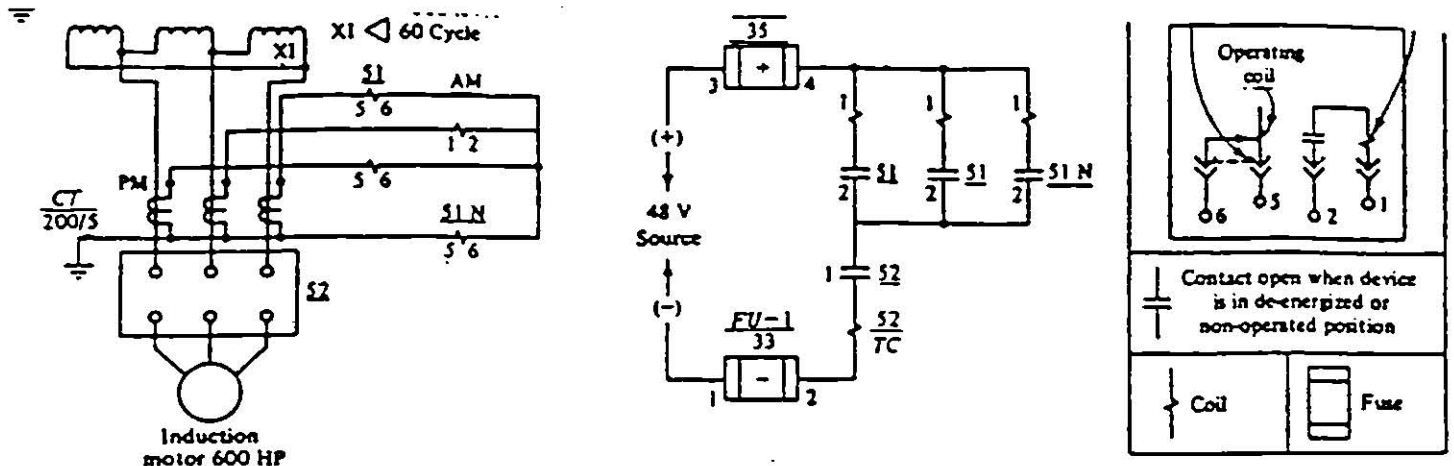 X1 60 Cycle
X1
51
AM
5 6
1 2
5 6
PM
CT
200/5
51 N
5 6
52
Induction
motor 600 HP
35
3 + 4
(+)
48 V
Source
(-)
1 1 1
51 51 51 N
2 2 2
1 52
52
TC
FU-1
33
1 - 2
Operating
coil
6 5 2 1
Contact open when device
is in de-energized or
non-operated position
Coil
Fuse